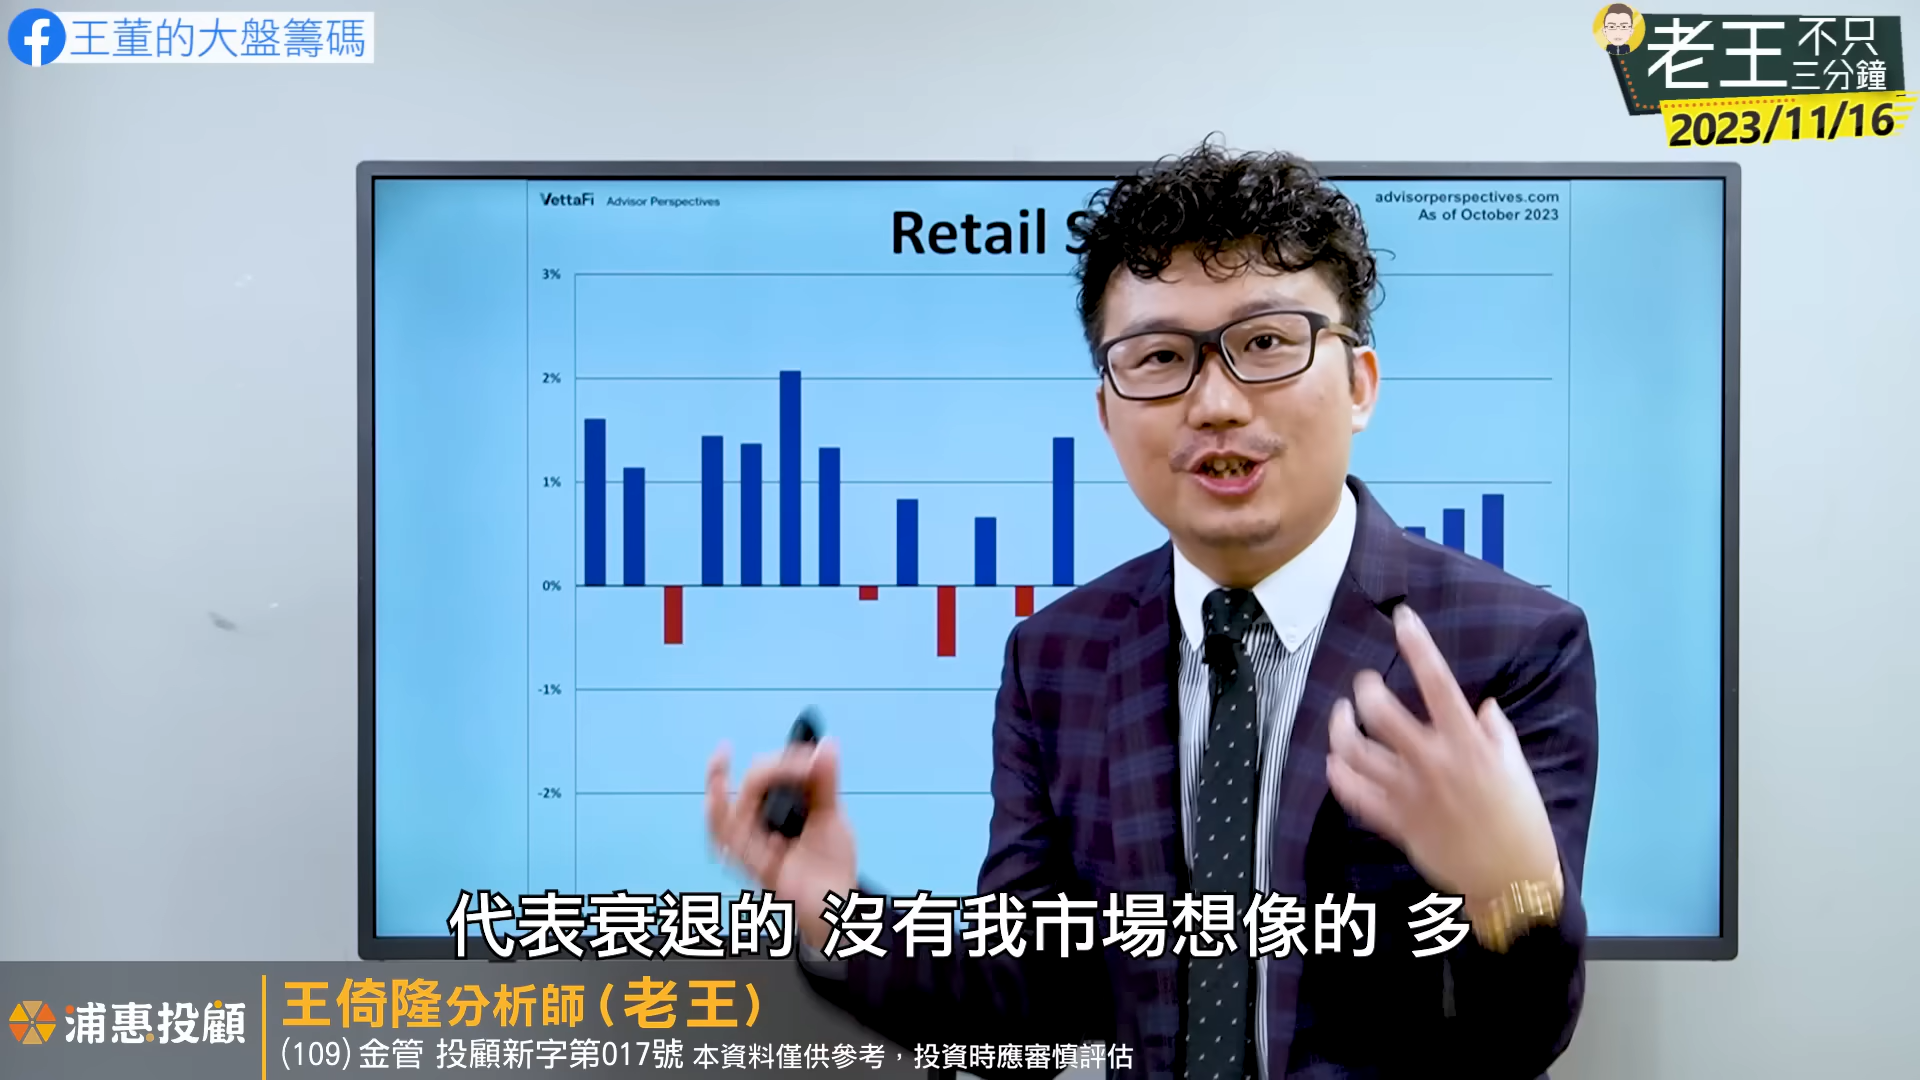 王董的大盤籌碼
老王不只三分鐘
2023/11/16
VettaFi Advisor Perspectives
advisorperspectives.com
As of October 2023
Retail
3%
2%
1%
0%
-1%
-2%
代表衰退的 沒有我市場想像的 多
浦惠投顧
王倚隆分析師(老王)
(109)金管 投顧新字第017號 本資料僅供參考,投資時應審慎評估